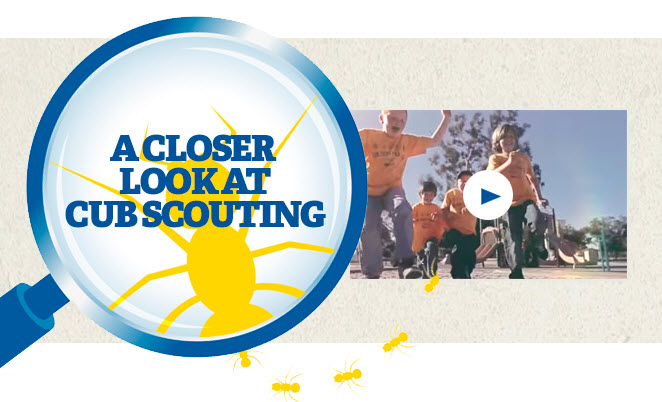 A CLOSER
LOOK AT
CUB SCOUTING